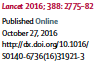 Lancet 2016; 388: 2775–82
Published Online
October 27, 2016
http://dx.doi.org/10.1016/
S0140-6736(16)31921-3